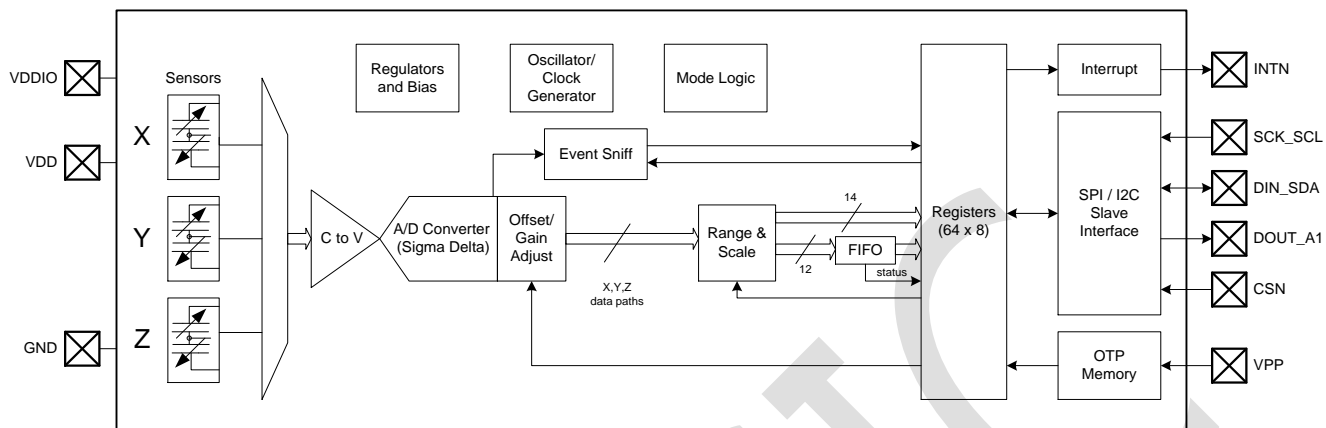 VDDIO
VDD
GND
Sensors
X
Y
Z
Regulators
and Bias
Oscillator/
Clock
Generator
Mode Logic
Event Sniff
C to V
A/D Converter
(Sigma Delta)
Offset/
Gain
Adjust
X,Y,Z
data paths
Range &
Scale
14
12
FIFO
status
Registers
(64 x 8)
Interrupt
SPI / I2C
Slave
Interface
OTP
Memory
INTN
SCK_SCL
DIN_SDA
DOUT_A1
CSN
VPP